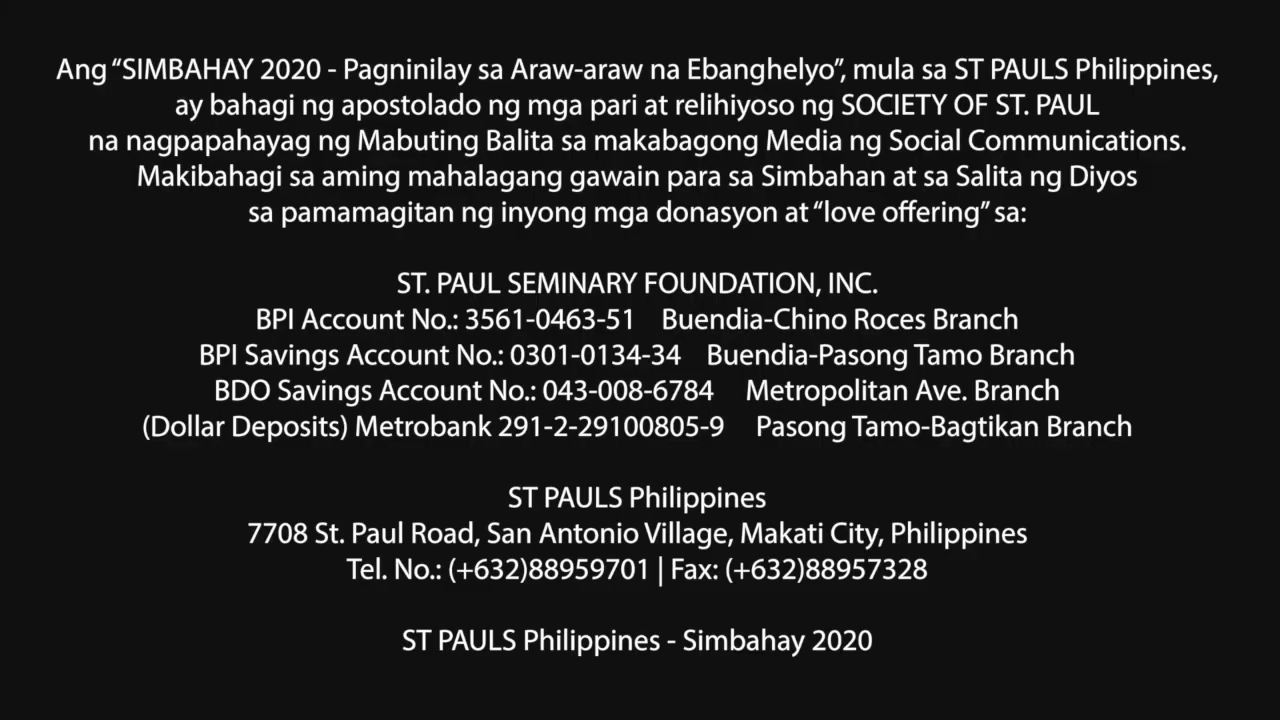 Ang “SIMBAHAY 2020 - Pagninilay sa Araw-araw na Ebanghelyo”, mula sa ST PAULS Philippines,
ay bahagi ng apostolado ng mga pari at relihiyoso ng SOCIETY OF ST. PAUL
na nagpapahayag ng Mabuting Balita sa makabagong Media ng Social Communications.
Makibahagi sa aming mahalagang gawain para sa Simbahan at sa Salita ng Diyos
sa pamamagitan ng inyong mga donasyon at “love offering” sa:
ST. PAUL SEMINARY FOUNDATION, INC.
BPI Account No.: 3561-0463-51 Buendia-Chino Roces Branch
BPI Savings Account No.: 0301-0134-34 Buendia-Pasong Tamo Branch
BDO Savings Account No.: 043-008-6784 Metropolitan Ave. Branch
(Dollar Deposits) Metrobank 291-2-29100805-9 Pasong Tamo-Bagtikan Branch
ST PAULS Philippines
7708 St. Paul Road, San Antonio Village, Makati City, Philippines
Tel. No.: (+632)88959701 | Fax: (+632)88957328
ST PAULS Philippines - Simbahay 2020